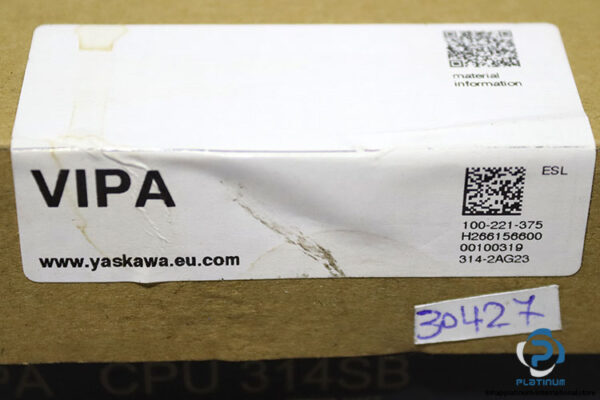 material
information
VIPA
ESL
100-221-375
H266156600
00100319
314-2AG23
www.yaskawa.eu.com
30427
PA CPU 314SB
PLATINUM